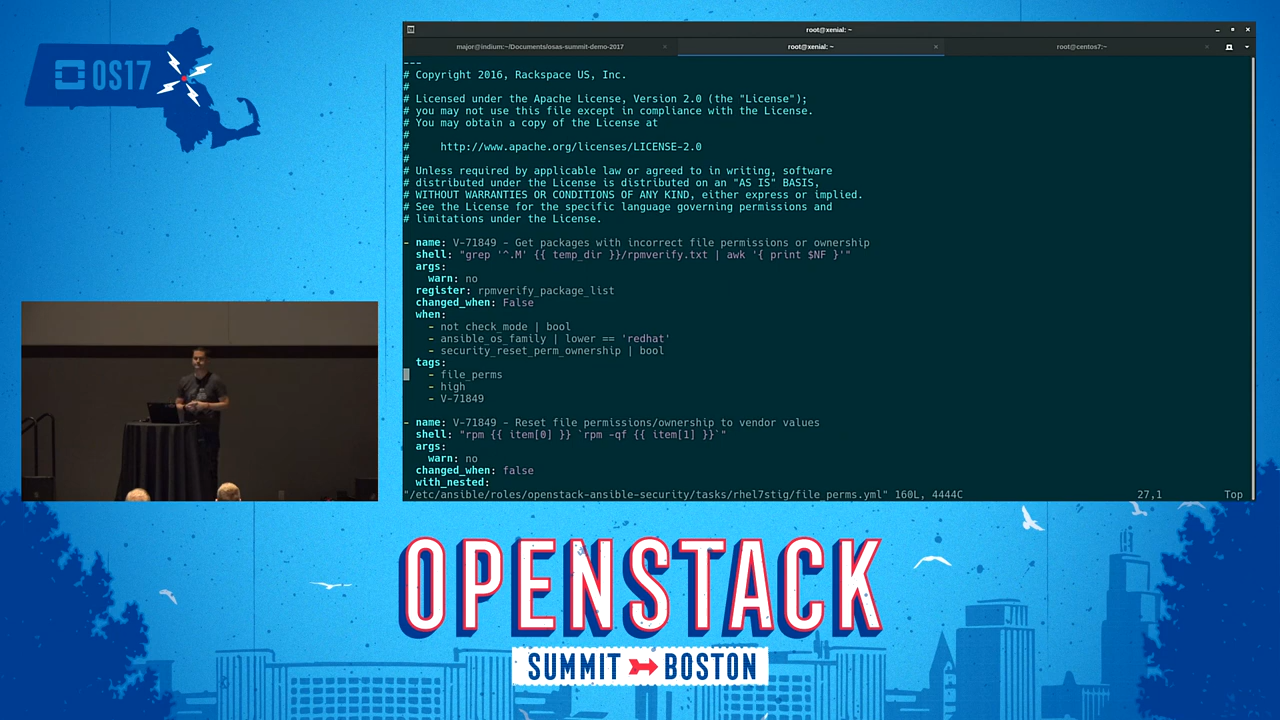 OS17
root@xenial: ~
major@indium:~/Documents/osas-summit-demo-2017
root@xenial: ~
root@centos7:~
---
# Copyright 2016, Rackspace US, Inc.
#
# Licensed under the Apache License, Version 2.0 (the "License");
# you may not use this file except in compliance with the License.
# You may obtain a copy of the License at
#
#     http://www.apache.org/licenses/LICENSE-2.0
#
# Unless required by applicable law or agreed to in writing, software
# distributed under the License is distributed on an "AS IS" BASIS,
# WITHOUT WARRANTIES OR CONDITIONS OF ANY KIND, either express or implied.
# See the License for the specific language governing permissions and
# limitations under the License.
- name: V-71849 - Get packages with incorrect file permissions or ownership
  shell: "grep '^.M' {{ temp_dir }}/rpmverify.txt | awk '{ print $NF }'"
  args:
    warn: no
  register: rpmverify_package_list
  changed_when: False
  when:
    - not check_mode | bool
    - ansible_os_family | lower == 'redhat'
    - security_reset_perm_ownership | bool
  tags:
    - file_perms
    - high
    - V-71849
- name: V-71849 - Reset file permissions/ownership to vendor values
  shell: "rpm {{ item[0] }} `rpm -qf {{ item[1] }}`"
  args:
    warn: no
  changed_when: false
  with_nested:
"/etc/ansible/roles/openstack-ansible-security/tasks/rhel7stig/file_perms.yml" 160L, 4444C 27,1 Top
OPENSTACK
SUMMIT BOSTON